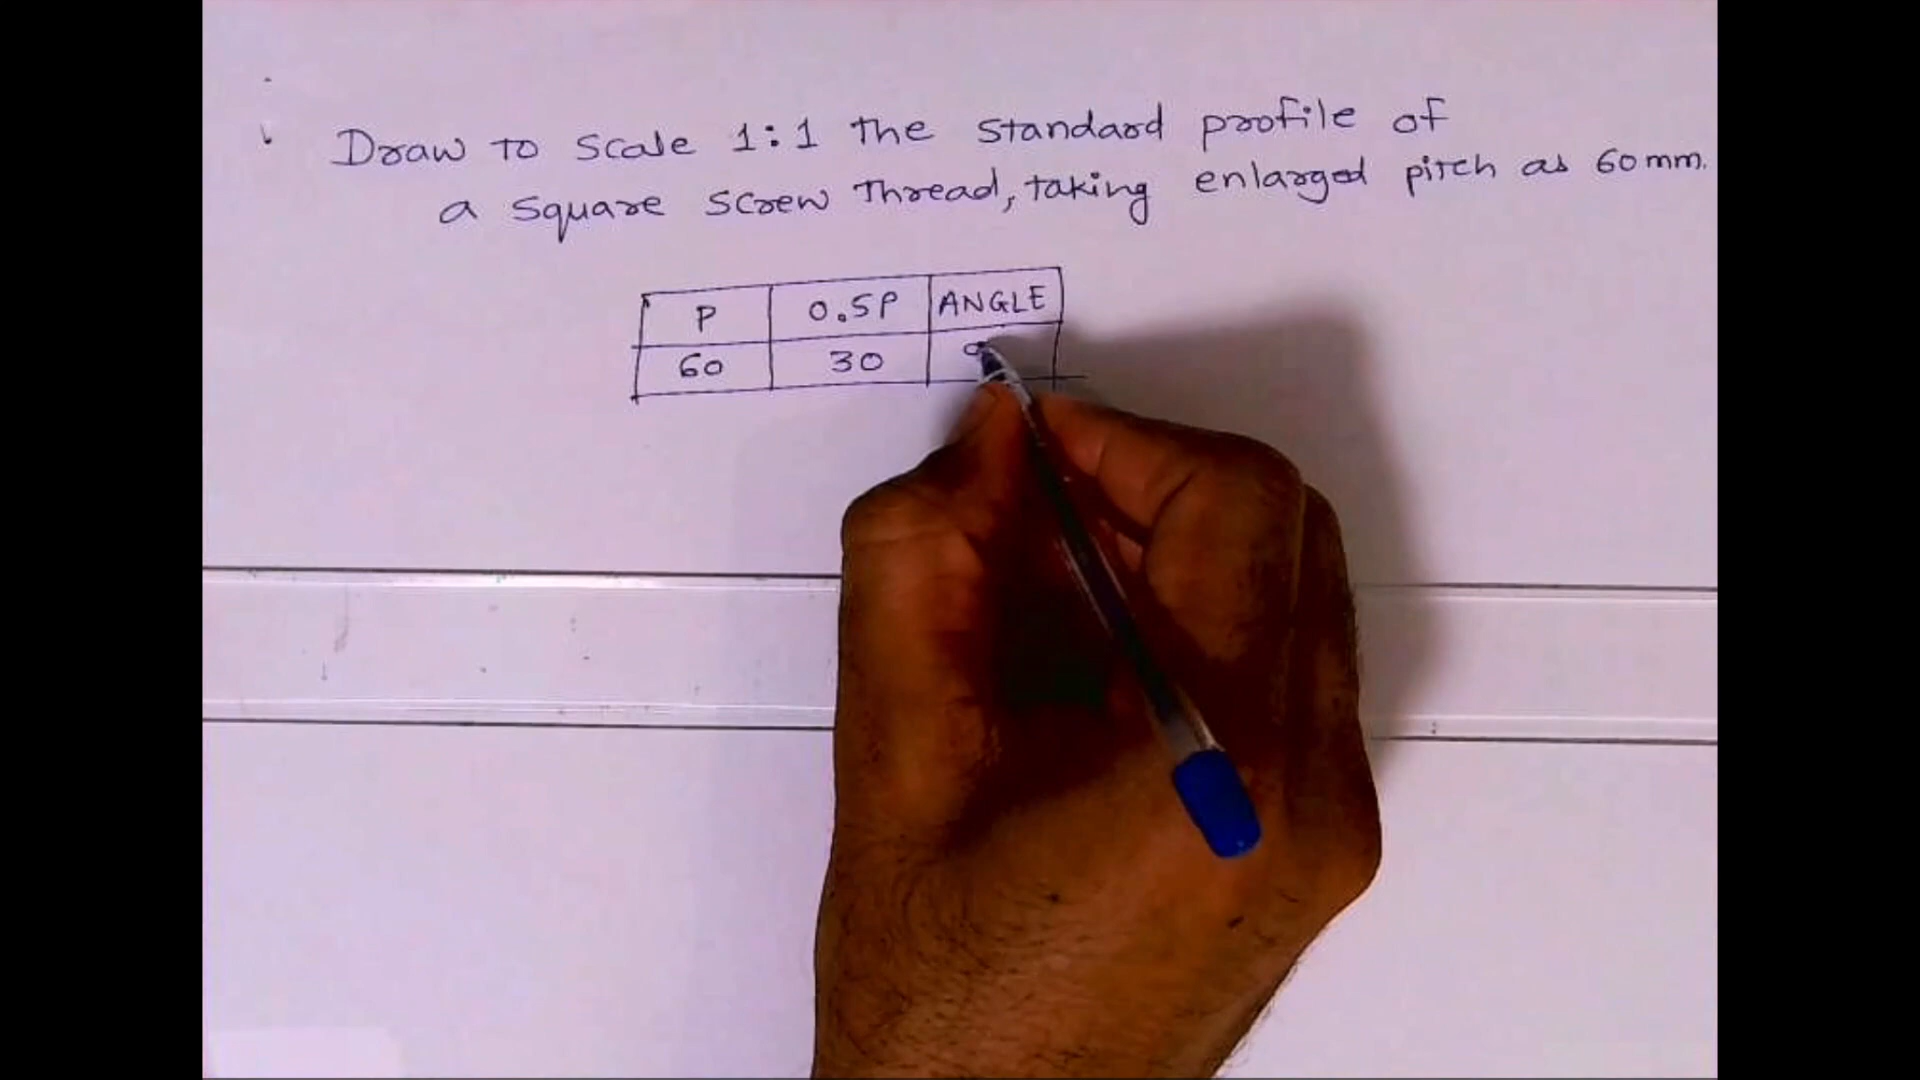 Draw to scale 1:1 the standard profile of
a square screw thread, taking enlarged pitch as 60mm.
P 0.5P ANGLE
60 30